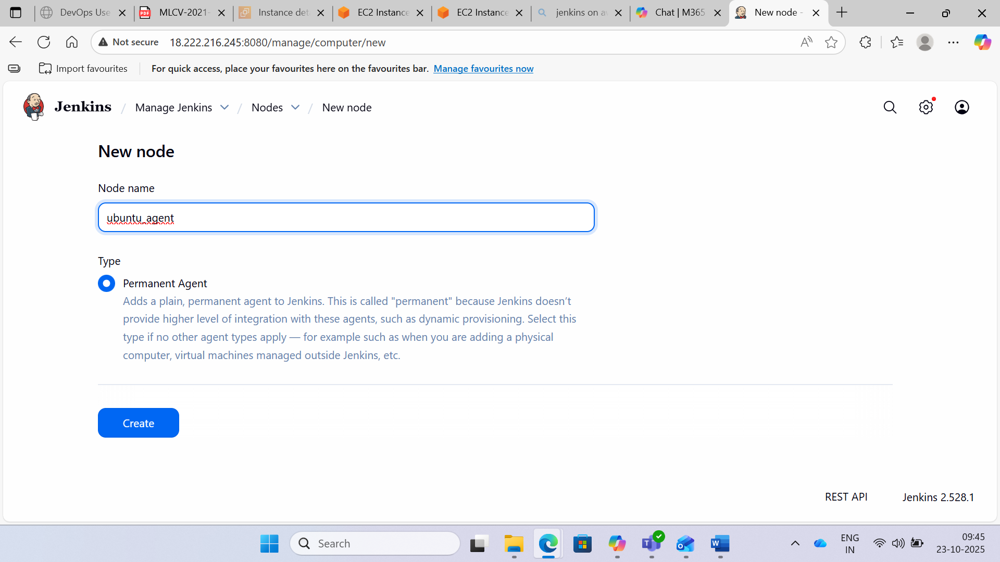 DevOps Use
MLCV-2021-
Instance det
EC2 Instance
EC2 Instance
jenkins on aw
Chat | M365
New node -
Not secure
18.222.216.245:8080/manage/computer/new
Import favourites
For quick access, place your favourites here on the favourites bar. Manage favourites now
Jenkins / Manage Jenkins / Nodes / New node
New node
Node name
ubuntu_agent
Type
Permanent Agent
Adds a plain, permanent agent to Jenkins. This is called "permanent" because Jenkins doesn’t
provide higher level of integration with these agents, such as dynamic provisioning. Select this
type if no other agent types apply — for example such as when you are adding a physical
computer, virtual machines managed outside Jenkins, etc.
Create
REST API
Jenkins 2.528.1
Search
ENG
IN
09:45
23-10-2025